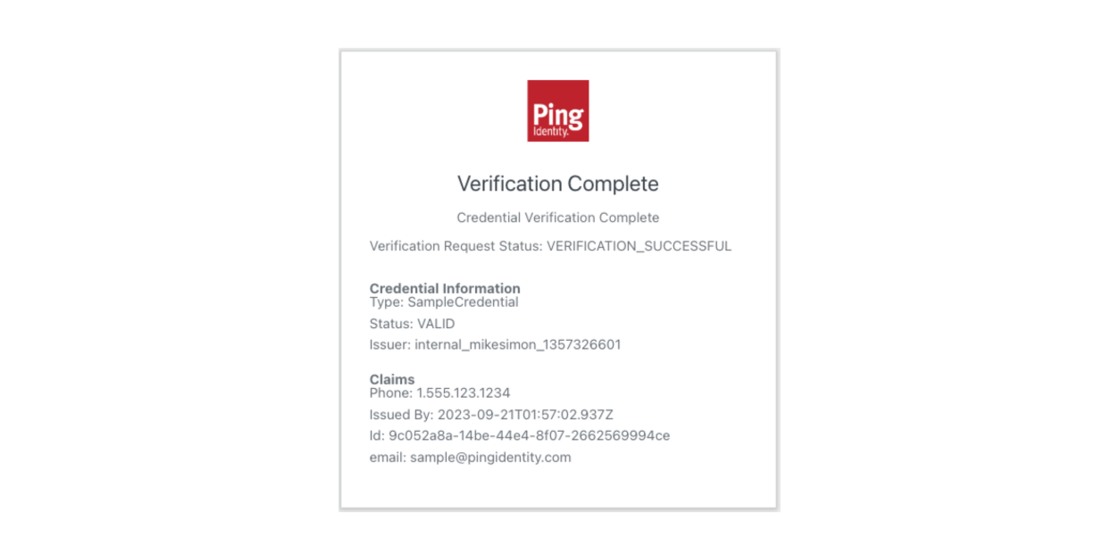 Ping
Identity.
Verification Complete
Credential Verification Complete
Verification Request Status: VERIFICATION_SUCCESSFUL
Credential Information
Type: SampleCredential
Status: VALID
Issuer: internal_mikesimon_1357326601
Claims
Phone: 1.555.123.1234
Issued By: 2023-09-21T01:57:02.937Z
Id: 9c052a8a-14be-44e4-8f07-2662569994ce
email: sample@pingidentity.com